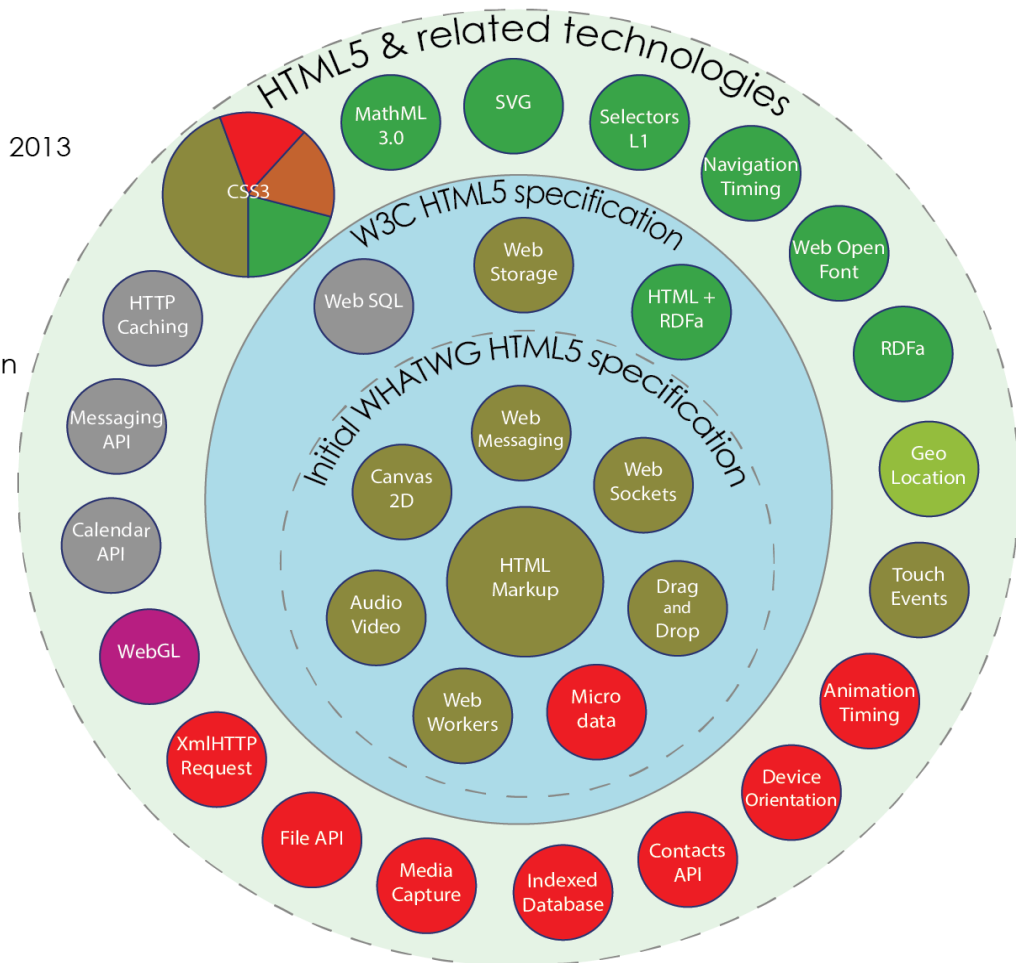 HTML5 & related technologies
2013
n
CSS3
MathML
3.0
SVG
Selectors
L1
Navigation
Timing
Web Open
Font
RDFa
Geo
Location
Touch
Events
Animation
Timing
Device
Orientation
Contacts
API
Indexed
Database
Media
Capture
File API
XmlHTTP
Request
WebGL
Calendar
API
Messaging
API
HTTP
Caching
W3C HTML5 specification
Web SQL
Web
Storage
HTML +
RDFa
Initial WHATWG HTML5 specification
Web
Messaging
Web
Sockets
Drag
and
Drop
Micro
data
Web
Workers
Audio
Video
Canvas
2D
HTML
Markup